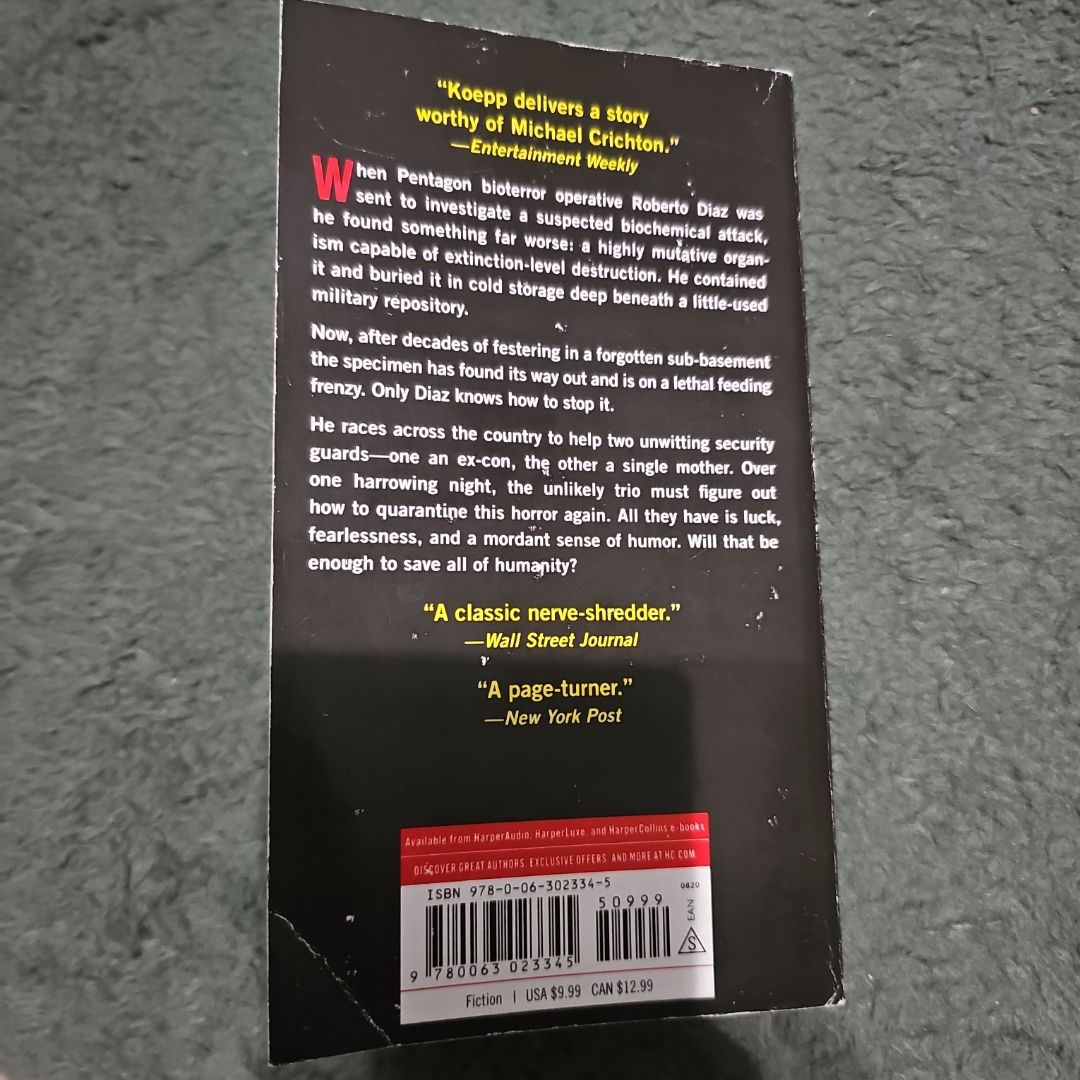 “Koepp delivers a story
worthy of Michael Crichton.”
—Entertainment Weekly
When Pentagon bioterror operative Roberto Diaz was
sent to investigate a suspected biochemical attack,
he found something far worse: a highly mutative organ-
ism capable of extinction-level destruction. He contained
it and buried it in cold storage deep beneath a little-used
military repository.
Now, after decades of festering in a forgotten sub-basement
the specimen has found its way out and is on a lethal feeding
frenzy. Only Diaz knows how to stop it.
He races across the country to help two unwitting security
guards—one an ex-con, the other a single mother. Over
one harrowing night, the unlikely trio must figure out
how to quarantine this horror again. All they have is luck,
fearlessness, and a mordant sense of humor. Will that be
enough to save all of humanity?
“A classic nerve-shredder.”
—Wall Street Journal
“A page-turner.”
—New York Post
Available from HarperAudio, HarperLuxe, and HarperCollins e-books
DISCOVER GREAT AUTHORS, EXCLUSIVE OFFERS, AND MORE AT HC.COM
ISBN 978-0-06-302334-5
0820
50999
EAN
S
9 780063 023345
Fiction | USA $9.99 CAN $12.99